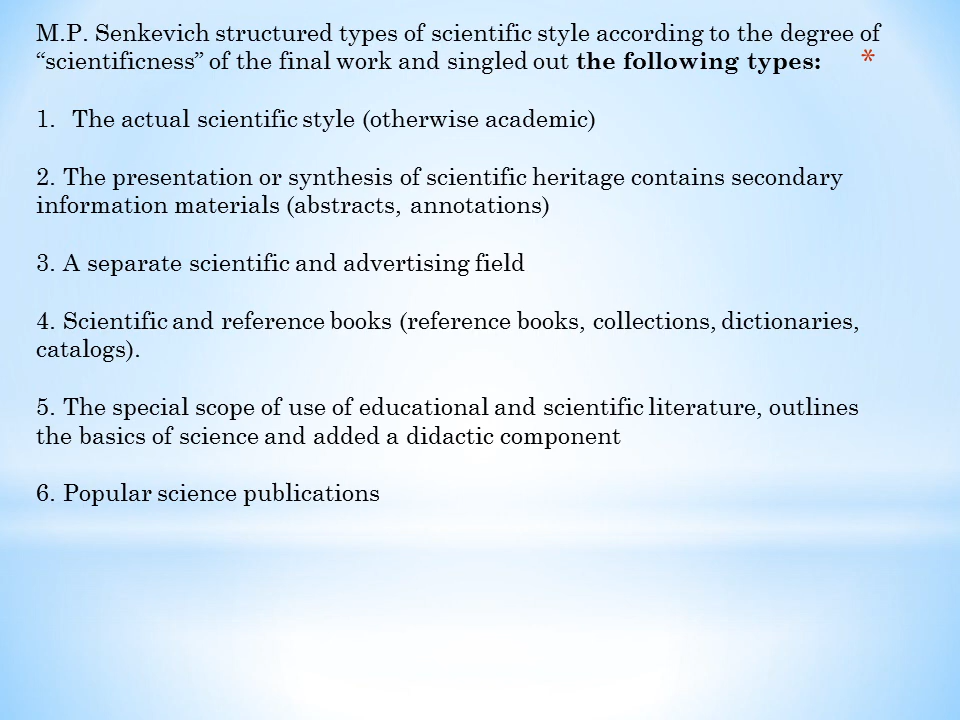 M.P. Senkevich structured types of scientific style according to the degree of
“scientificness” of the final work and singled out the following types: *
1. The actual scientific style (otherwise academic)
2. The presentation or synthesis of scientific heritage contains secondary
information materials (abstracts, annotations)
3. A separate scientific and advertising field
4. Scientific and reference books (reference books, collections, dictionaries,
catalogs).
5. The special scope of use of educational and scientific literature, outlines
the basics of science and added a didactic component
6. Popular science publications